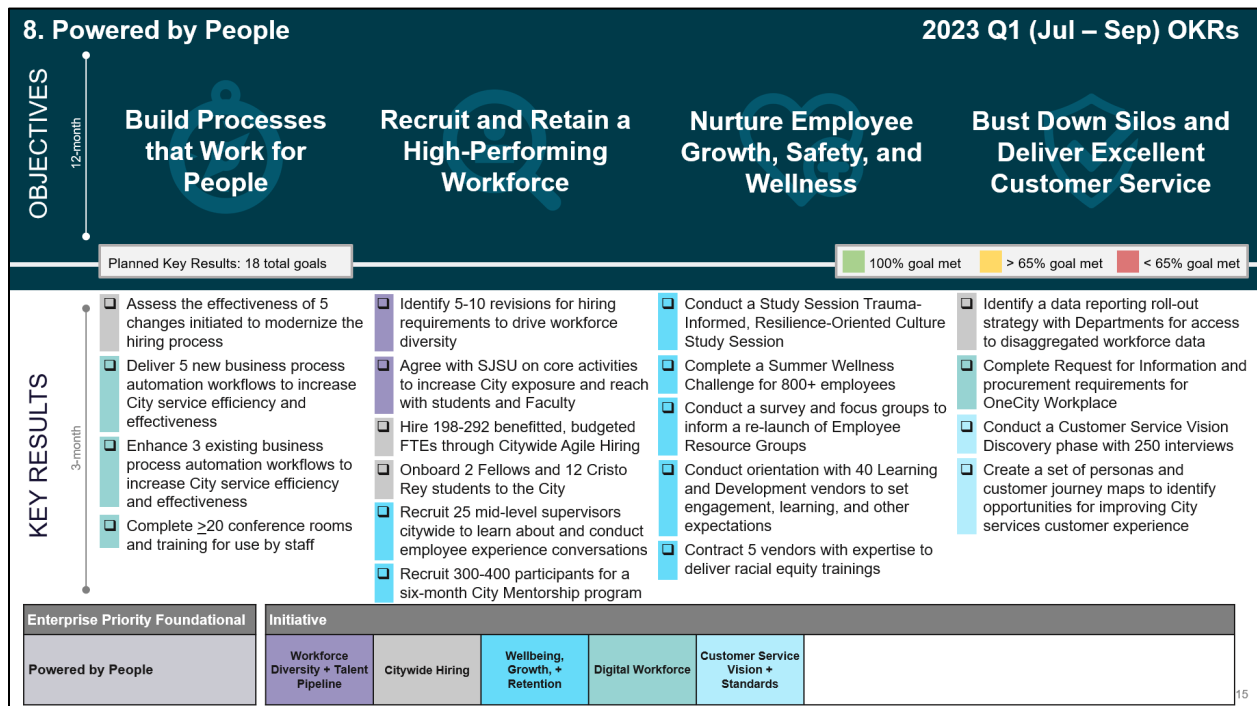 8. Powered by People
2023 Q1 (Jul – Sep) OKRs
OBJECTIVES
12-month
Build Processes
that Work for
People
Recruit and Retain a
High-Performing
Workforce
Nurture Employee
Growth, Safety, and
Wellness
Bust Down Silos and
Deliver Excellent
Customer Service
Planned Key Results: 18 total goals
100% goal met
> 65% goal met
< 65% goal met
KEY RESULTS
3-month
Assess the effectiveness of 5
changes initiated to modernize the
hiring process
Deliver 5 new business process
automation workflows to increase
City service efficiency and
effectiveness
Enhance 3 existing business
process automation workflows to
increase City service efficiency
and effectiveness
Complete >20 conference rooms
and training for use by staff
Identify 5-10 revisions for hiring
requirements to drive workforce
diversity
Agree with SJSU on core activities
to increase City exposure and reach
with students and Faculty
Hire 198-292 benefitted, budgeted
FTEs through Citywide Agile Hiring
Onboard 2 Fellows and 12 Cristo
Rey students to the City
Recruit 25 mid-level supervisors
citywide to learn about and conduct
employee experience conversations
Recruit 300-400 participants for a
six-month City Mentorship program
Conduct a Study Session Trauma-
Informed, Resilience-Oriented Culture
Study Session
Complete a Summer Wellness
Challenge for 800+ employees
Conduct a survey and focus groups to
inform a re-launch of Employee
Resource Groups
Conduct orientation with 40 Learning
and Development vendors to set
engagement, learning, and other
expectations
Contract 5 vendors with expertise to
deliver racial equity trainings
Identify a data reporting roll-out
strategy with Departments for access
to disaggregated workforce data
Complete Request for Information and
procurement requirements for
OneCity Workplace
Conduct a Customer Service Vision
Discovery phase with 250 interviews
Create a set of personas and
customer journey maps to identify
opportunities for improving City
services customer experience
Enterprise Priority Foundational
Initiative
Powered by People
Workforce
Diversity + Talent
Pipeline
Citywide Hiring
Wellbeing,
Growth, +
Retention
Digital Workforce
Customer Service
Vision +
Standards
15